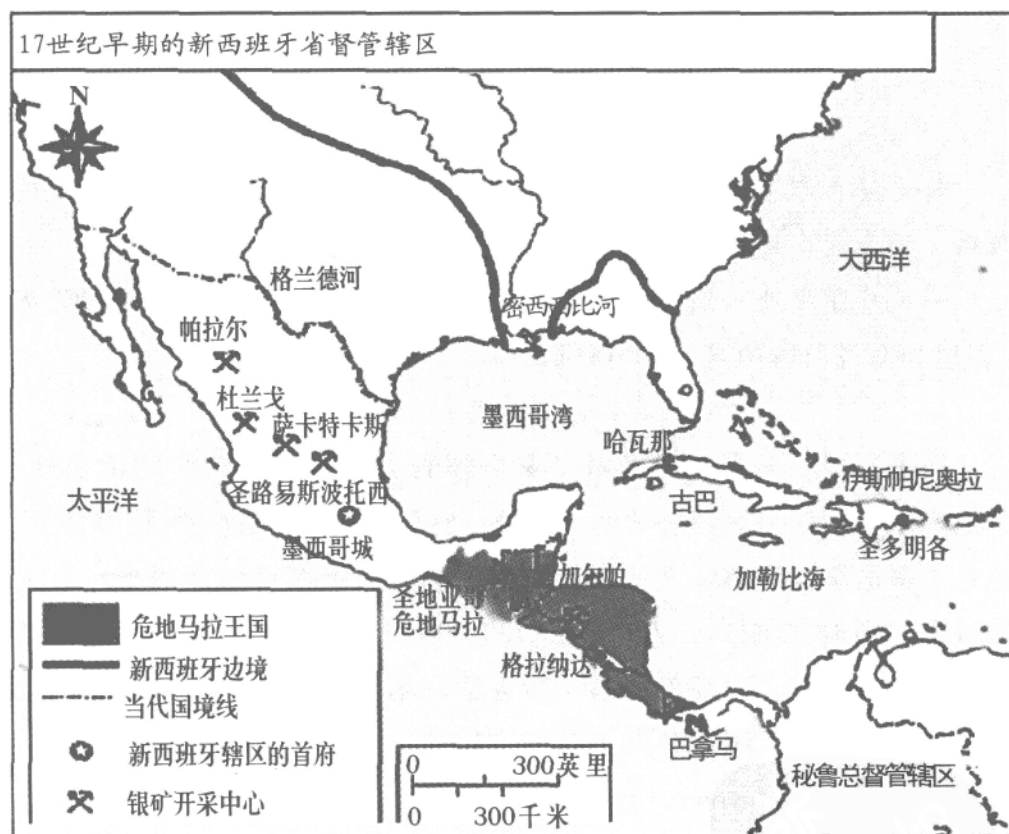 17世纪早期的新西班牙省督管辖区
N
大西洋
格兰德河
密西西比河
帕拉尔
杜兰戈
萨卡特卡斯
墨西哥湾
哈瓦那
伊斯帕尼奥拉
太平洋
圣路易斯波托西
古巴
圣多明各
墨西哥城
加勒比海
加尔帕
圣地亚哥
危地马拉
格拉纳达
巴拿马
秘鲁总督管辖区
危地马拉王国
新西班牙边境
当代国境线
新西班牙辖区的首府
银矿开采中心
0 300英里
0 300千米